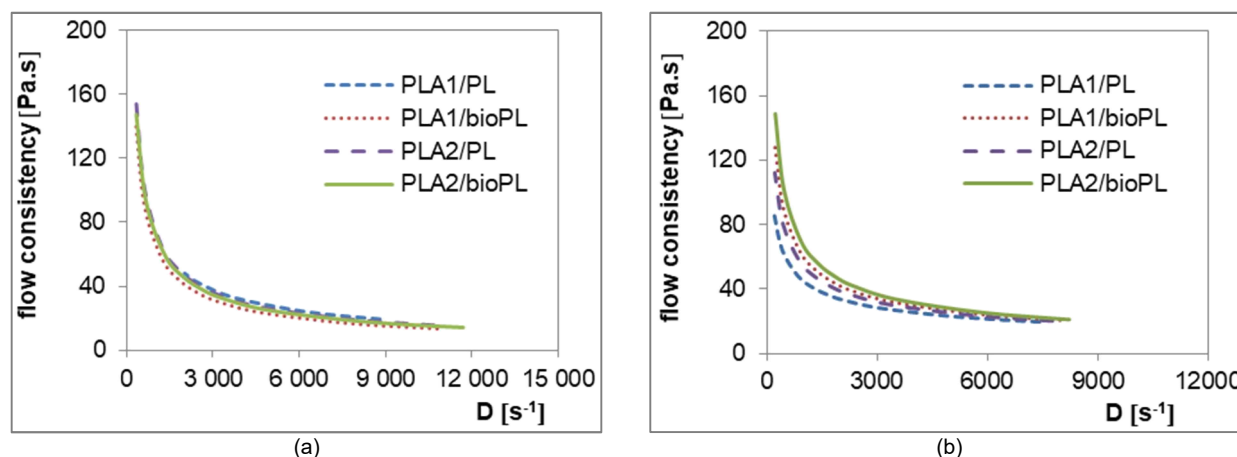 200
160
120
80
40
0
flow consistency [Pa.s]
PLA1/PL
PLA1/bioPL
PLA2/PL
PLA2/bioPL
0 3 000 6 000 9 000 12 000 15 000
D [s⁻¹]
(a)
200
160
120
80
40
0
flow consistency [Pa.s]
PLA1/PL
PLA1/bioPL
PLA2/PL
PLA2/bioPL
0 3000 6000 9000 12000
D [s⁻¹]
(b)